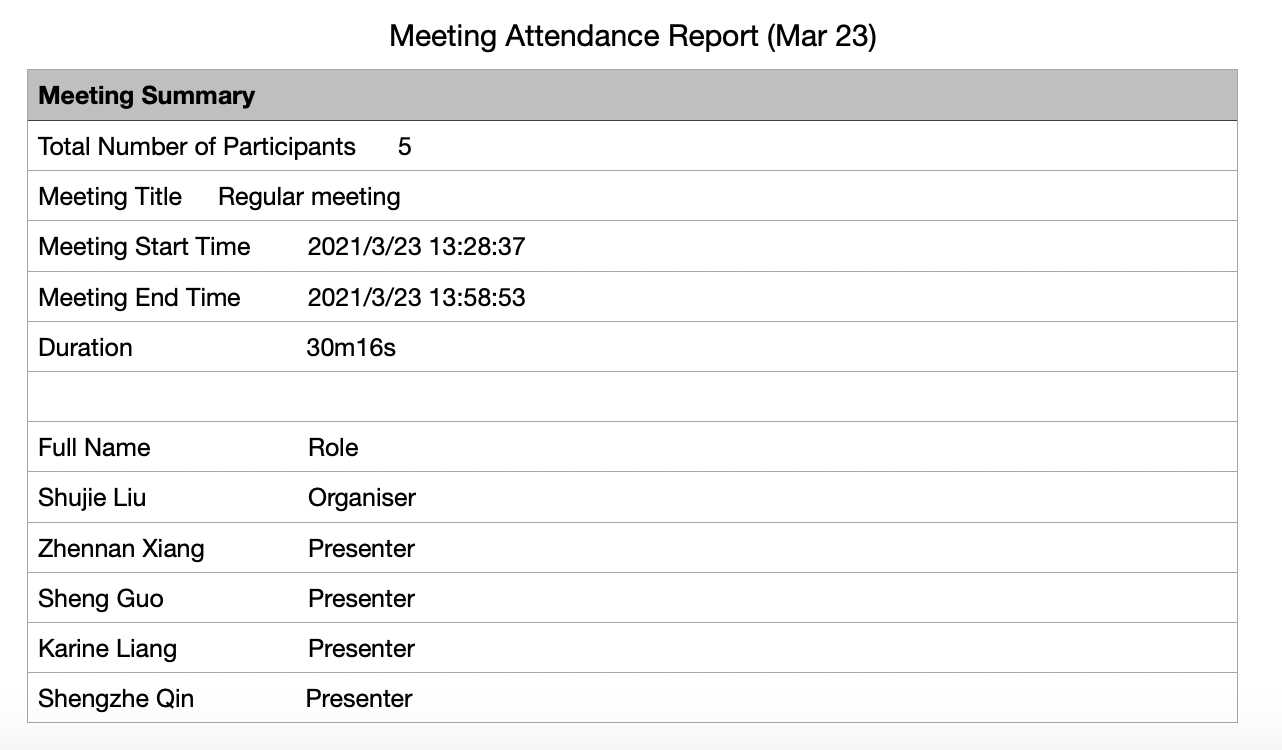 Meeting Attendance Report (Mar 23)
Meeting Summary
Total Number of Participants 5
Meeting Title Regular meeting
Meeting Start Time 2021/3/23 13:28:37
Meeting End Time 2021/3/23 13:58:53
Duration 30m16s
Full Name Role
Shujie Liu Organiser
Zhennan Xiang Presenter
Sheng Guo Presenter
Karine Liang Presenter
Shengzhe Qin Presenter